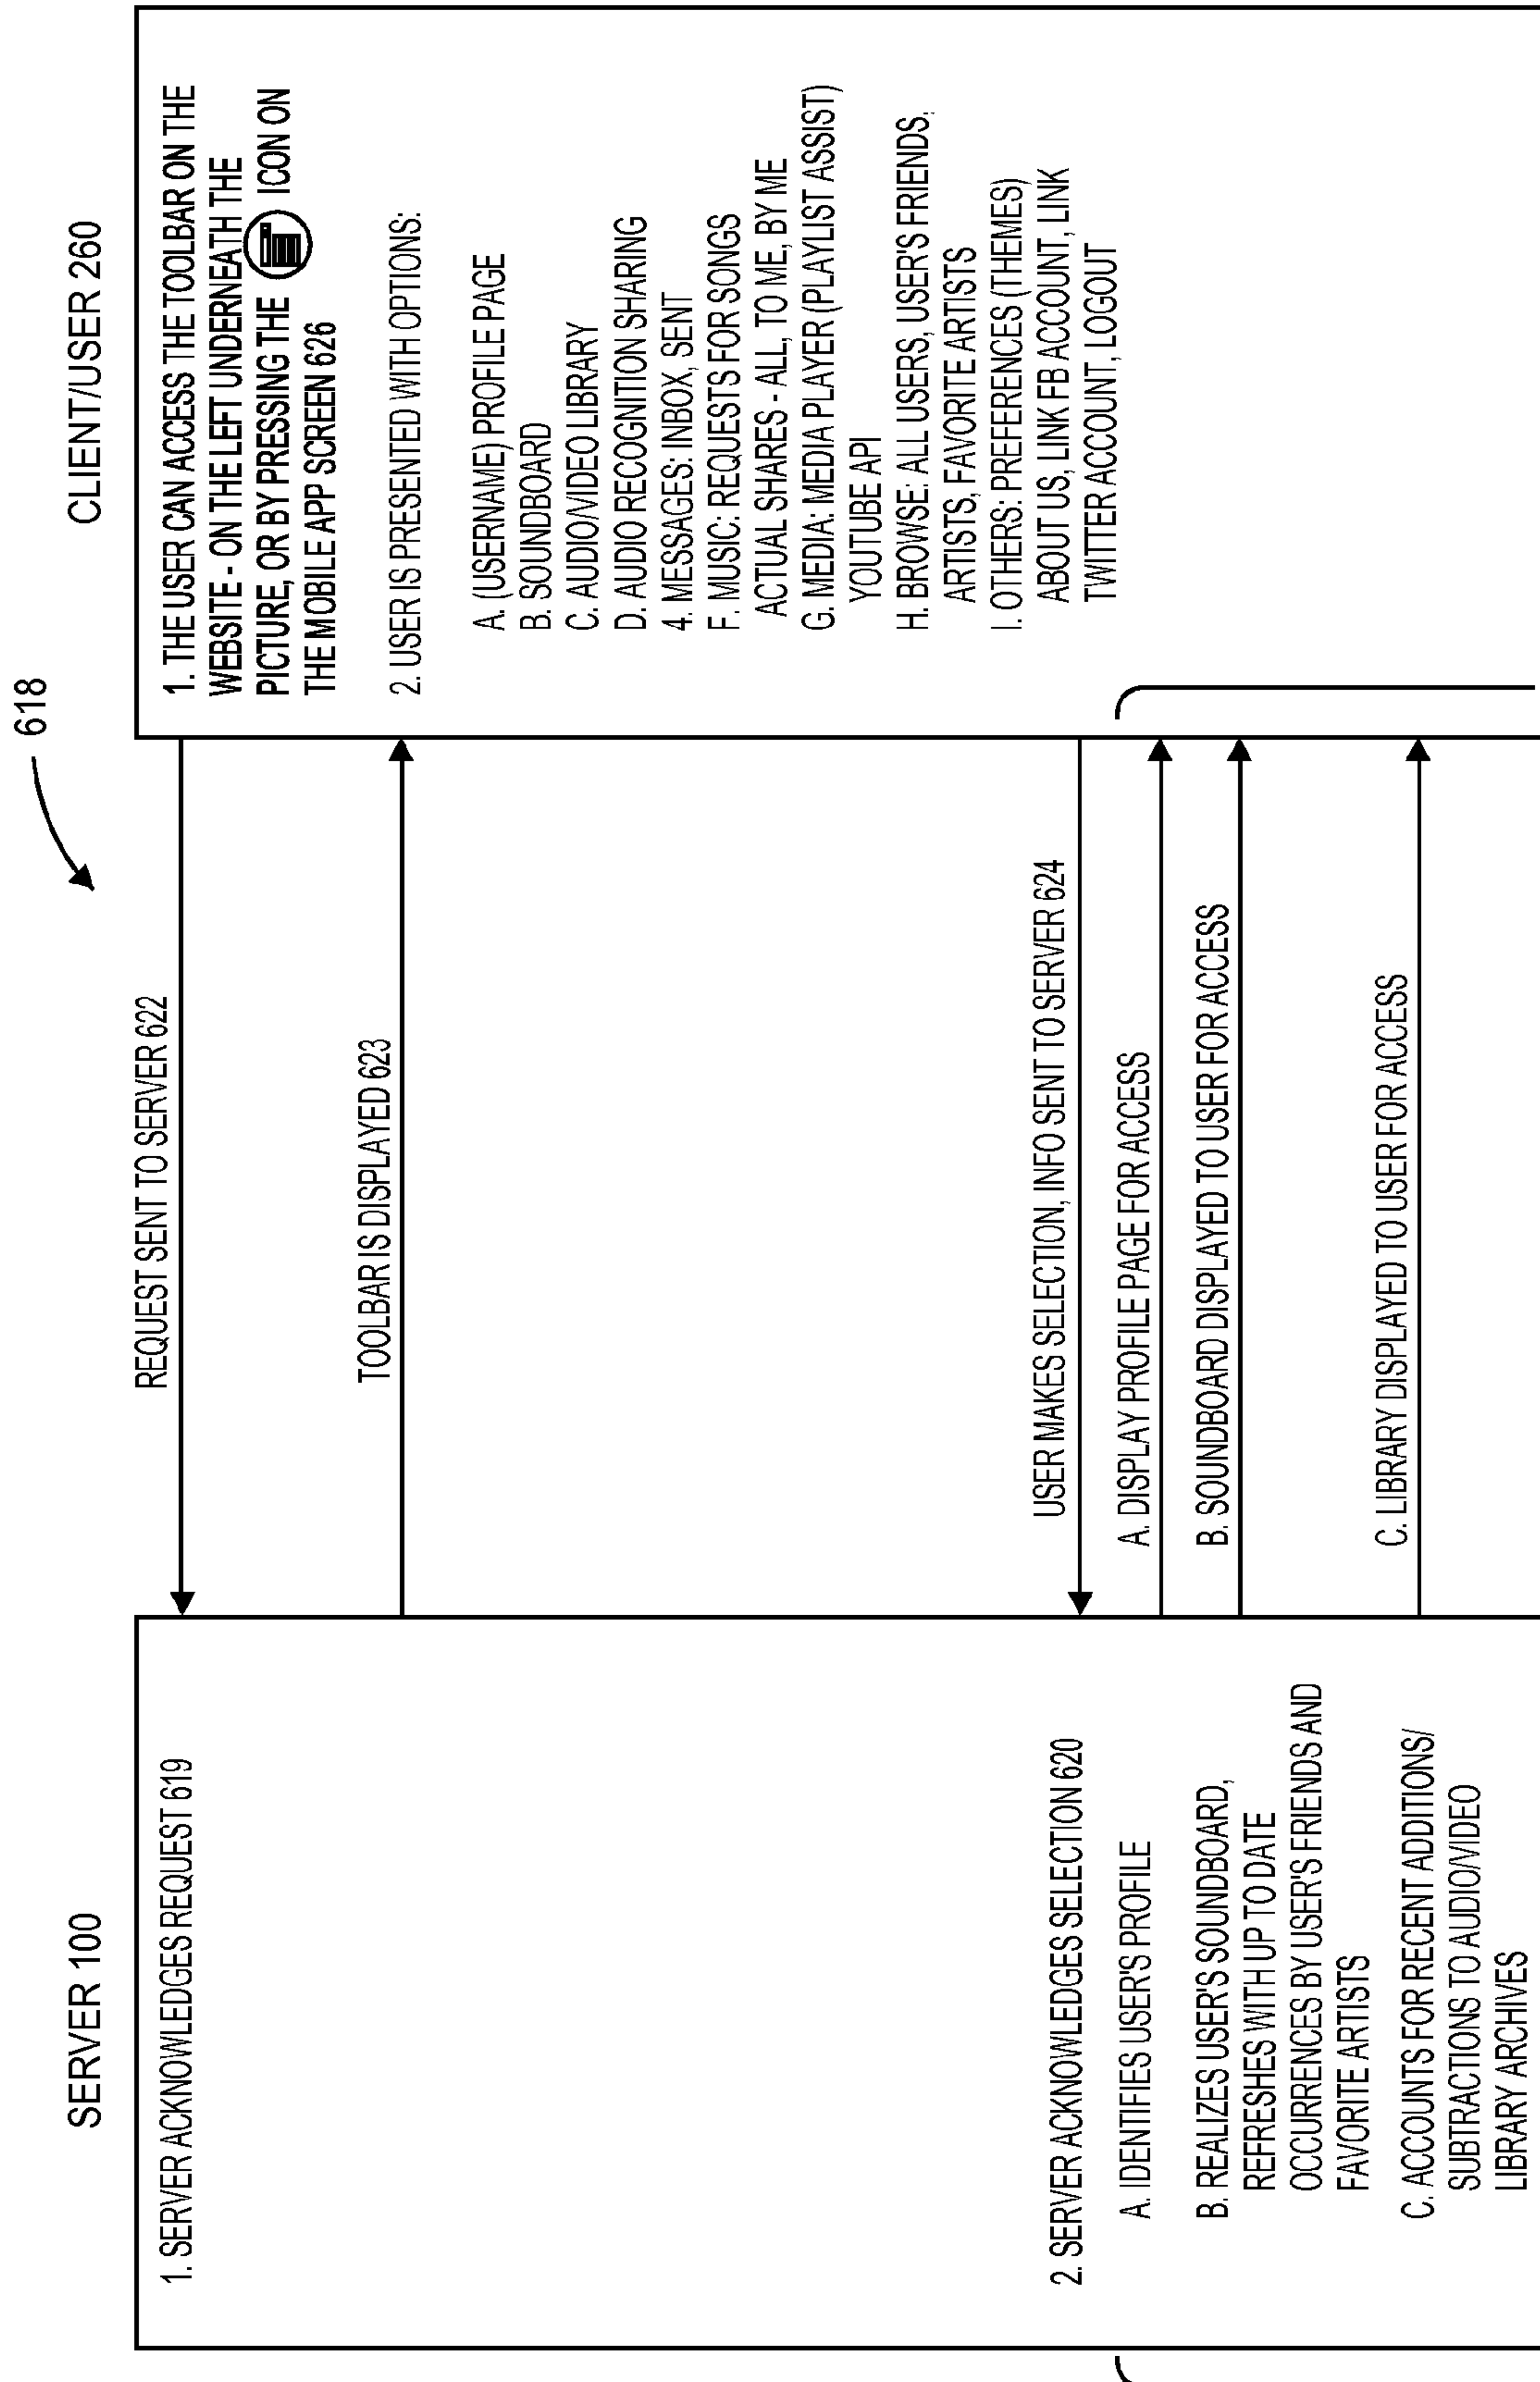 618
SERVER 100
1. SERVER ACKNOWLEDGES REQUEST 619
2. SERVER ACKNOWLEDGES SELECTION 620
A. IDENTIFIES USER'S PROFILE
B. REALIZES USER'S SOUNDBOARD,
REFRESHES WITH UP TO DATE
OCCURRENCES BY USER'S FRIENDS AND
FAVORITE ARTISTS
C. ACCOUNTS FOR RECENT ADDITIONS/
SUBTRACTIONS TO AUDIO/VIDEO
LIBRARY ARCHIVES
REQUEST SENT TO SERVER 622
TOOLBAR IS DISPLAYED 623
USER MAKES SELECTION, INFO SENT TO SERVER 624
A. DISPLAY PROFILE PAGE FOR ACCESS
B. SOUNDBOARD DISPLAYED TO USER FOR ACCESS
C. LIBRARY DISPLAYED TO USER FOR ACCESS
CLIENT/USER 260
1. THE USER CAN ACCESS THE TOOLBAR ON THE
WEBSITE - ON THE LEFT UNDERNEATH THE
PICTURE, OR BY PRESSING THE ICON ON
THE MOBILE APP SCREEN 626
2. USER IS PRESENTED WITH OPTIONS:
A. (USERNAME) PROFILE PAGE
B. SOUNDBOARD
C. AUDIO/VIDEO LIBRARY
D. AUDIO RECOGNITION SHARING
4. MESSAGES: INBOX, SENT
F. MUSIC: REQUESTS FOR SONGS
ACTUAL SHARES - ALL, TO ME, BY ME
G. MEDIA: MEDIA PLAYER (PLAYLIST ASSIST)
YOUTUBE API
H. BROWSE: ALL USERS, USER'S FRIENDS,
ARTISTS, FAVORITE ARTISTS
I. OTHERS: PREFERENCES (THEMES)
ABOUT US, LINK FB ACCOUNT, LINK
TWITTER ACCOUNT, LOGOUT